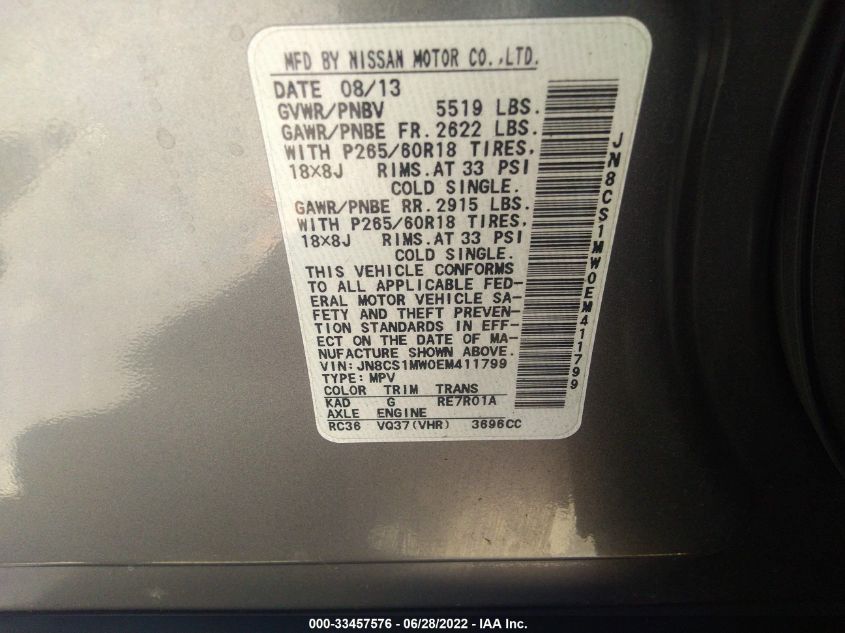 MFD BY NISSAN MOTOR CO.,LTD.
DATE 08/13
GVWR/PNBV 5519 LBS.
GAWR/PNBE FR. 2622 LBS.
WITH P265/60R18 TIRES,
18X8J RIMS.AT 33 PSI
COLD SINGLE.
GAWR/PNBE RR. 2915 LBS.
WITH P265/60R18 TIRES,
18X8J RIMS.AT 33 PSI
COLD SINGLE.
THIS VEHICLE CONFORMS
TO ALL APPLICABLE FED-
ERAL MOTOR VEHICLE SA-
FETY AND THEFT PREVEN-
TION STANDARDS IN EFF-
ECT ON THE DATE OF MA-
NUFACTURE SHOWN ABOVE.
VIN:JN8CS1MW0EM411799
TYPE:MPV
COLOR TRIM TRANS
KAD G RE7R01A
AXLE ENGINE
RC36 VQ37(VHR) 3696CC
JN8CS1MW0EM411799
000-33457576 - 06/28/2022 - IAA Inc.